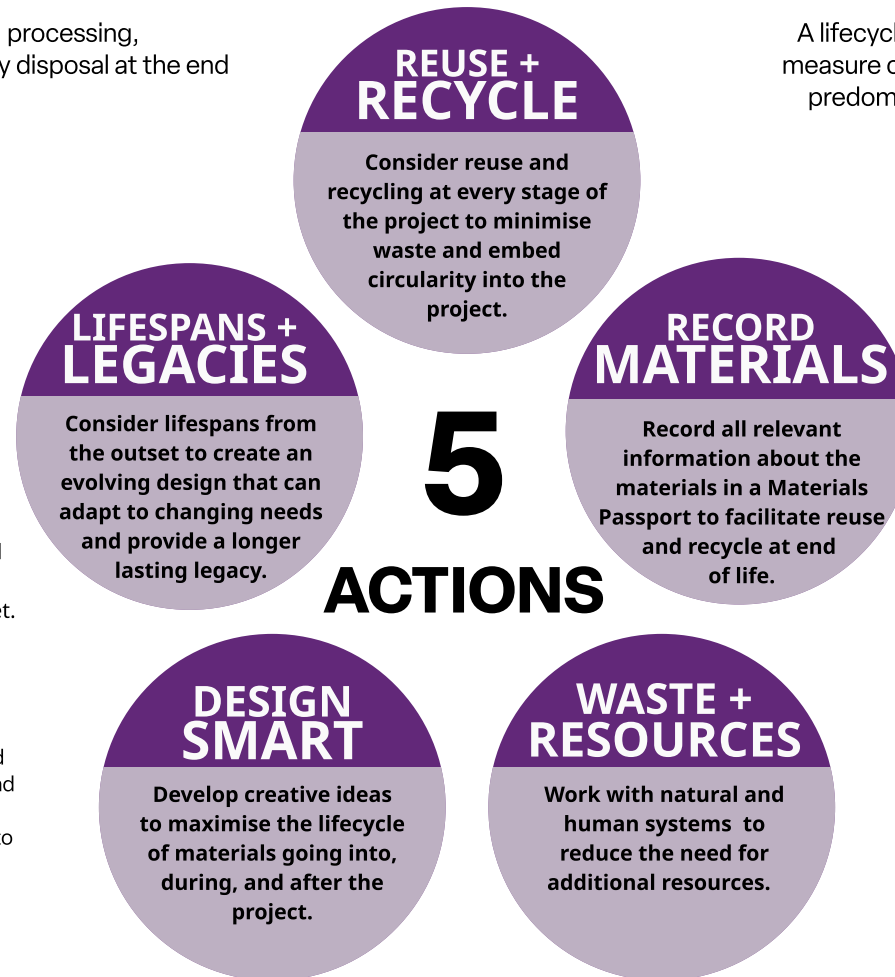 processing,
y disposal at the end
A lifecycl
measure o
predom
REUSE +
RECYCLE
Consider reuse and
recycling at every stage of
the project to minimise
waste and embed
circularity into the
project.
LIFESPANS +
LEGACIES
Consider lifespans from
the outset to create an
evolving design that can
adapt to changing needs
and provide a longer
lasting legacy.
RECORD
MATERIALS
Record all relevant
information about the
materials in a Materials
Passport to facilitate reuse
and recycle at end
of life.
5
ACTIONS
et.
d
nd
to
DESIGN
SMART
Develop creative ideas
to maximise the lifecycle
of materials going into,
during, and after the
project.
WASTE +
RESOURCES
Work with natural and
human systems to
reduce the need for
additional resources.